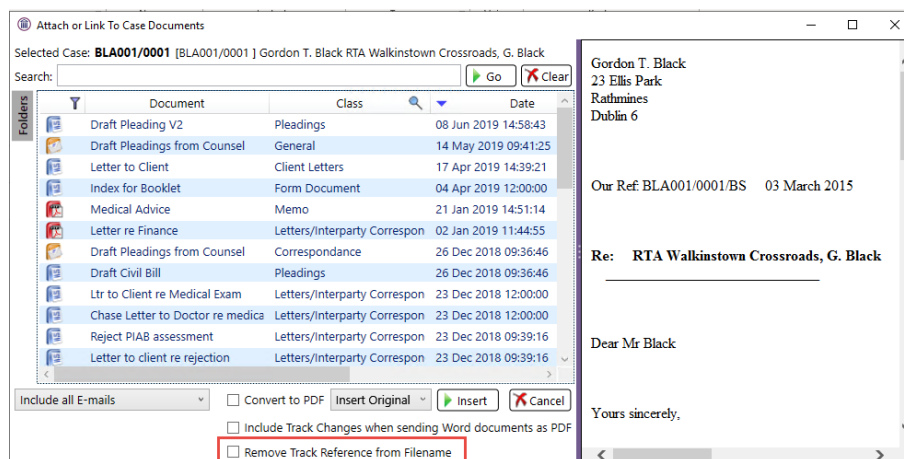 Attach or Link To Case Documents
Selected Case: BLA001/0001 [BLA001/0001 ] Gordon T. Black RTA Walkinstown Crossroads, G. Black
Search: Go Clear
Folders
Document Class Date
Draft Pleading V2 Pleadings 08 Jun 2019 14:58:43
Draft Pleadings from Counsel General 14 May 2019 09:41:25
Letter to Client Client Letters 17 Apr 2019 14:39:21
Index for Booklet Form Document 04 Apr 2019 12:00:00
Medical Advice Memo 21 Jan 2019 14:51:14
Letter re Finance Letters/Interparty Correspon 02 Jan 2019 11:44:55
Draft Pleadings from Counsel Correspondance 26 Dec 2018 09:36:46
Draft Civil Bill Pleadings 26 Dec 2018 09:36:46
Ltr to Client re Medical Exam Letters/Interparty Correspon 23 Dec 2018 12:00:00
Chase Letter to Doctor re medica Letters/Interparty Correspon 23 Dec 2018 12:00:00
Reject PIAB assessment Letters/Interparty Correspon 23 Dec 2018 09:39:16
Letter to client re rejection Letters/Interparty Correspon 23 Dec 2018 09:39:16
Include all E-mails Convert to PDF Insert Original Insert Cancel
Include Track Changes when sending Word documents as PDF
Remove Track Reference from Filename
Gordon T. Black
23 Ellis Park
Rathmines
Dublin 6
Our Ref: BLA001/0001/BS 03 March 2015
Re: RTA Walkinstown Crossroads, G. Black
Dear Mr Black
Yours sincerely,